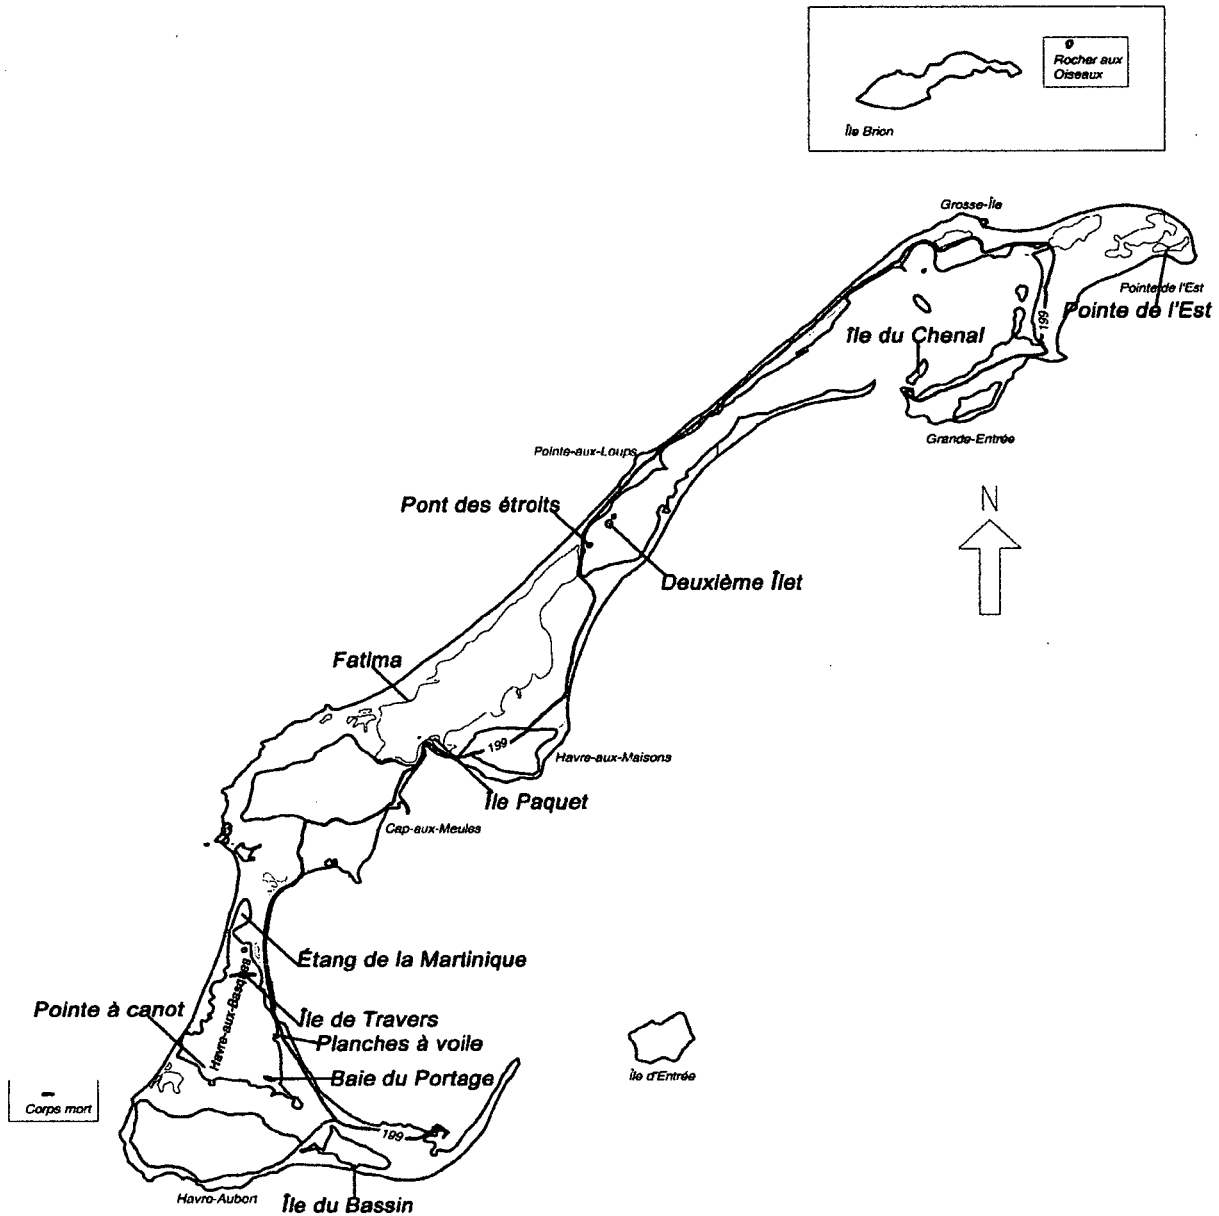 Rocher aux
Oiseaux
Île Brion
Grosse-Île
Pointe de l'Est
Pointe de l'Est
199
Île du Chenal
Grande-Entrée
Pointe-aux-Loups
Pont des étroits
N
Deuxième Îlet
Fatima
199
Havre-aux-Maisons
Île Paquet
Cap-aux-Meules
Étang de la Martinique
Havre-aux-Basques
Pointe à canot
Île de Travers
Planches à voile
Baie du Portage
Île d'Entrée
Corps mort
199
Havre-Aubert
Île du Bassin